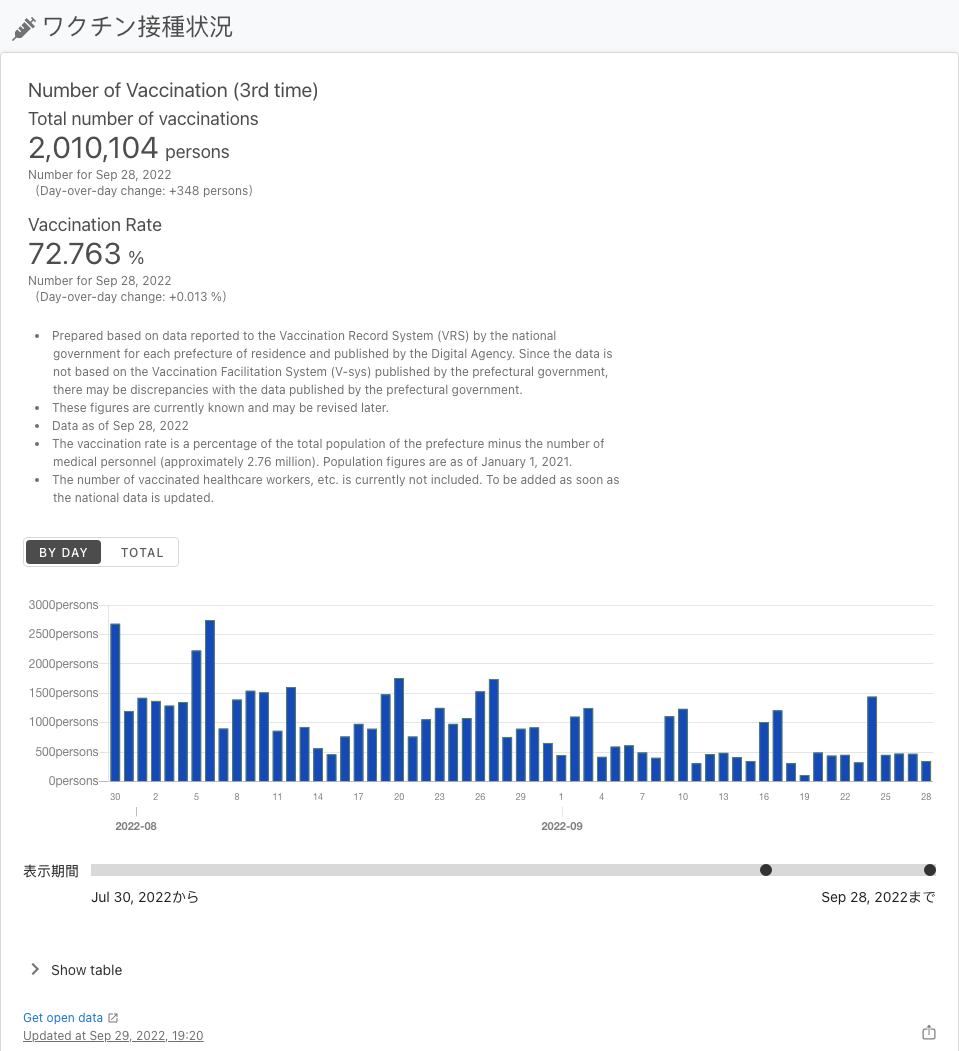 ワクチン接種状況
Number of Vaccination (3rd time)
Total number of vaccinations
2,010,104 persons
Number for Sep 28, 2022
(Day-over-day change: +348 persons)
Vaccination Rate
72.763 %
Number for Sep 28, 2022
(Day-over-day change: +0.013 %)
• Prepared based on data reported to the Vaccination Record System (VRS) by the national
government for each prefecture of residence and published by the Digital Agency. Since the data is
not based on the Vaccination Facilitation System (V-sys) published by the prefectural government,
there may be discrepancies with the data published by the prefectural government.
• These figures are currently known and may be revised later.
• Data as of Sep 28, 2022
• The vaccination rate is a percentage of the total population of the prefecture minus the number of
medical personnel (approximately 2.76 million). Population figures are as of January 1, 2021.
• The number of vaccinated healthcare workers, etc. is currently not included. To be added as soon as
the national data is updated.
BY DAY TOTAL
3000persons
2500persons
2000persons
1500persons
1000persons
500persons
0persons
30 2 5 8 11 14 17 20 23 26 29 1 4 7 10 13 16 19 22 25 28
2022-08 2022-09
表示期間
Jul 30, 2022から Sep 28, 2022まで
Show table
Get open data
Updated at Sep 29, 2022, 19:20